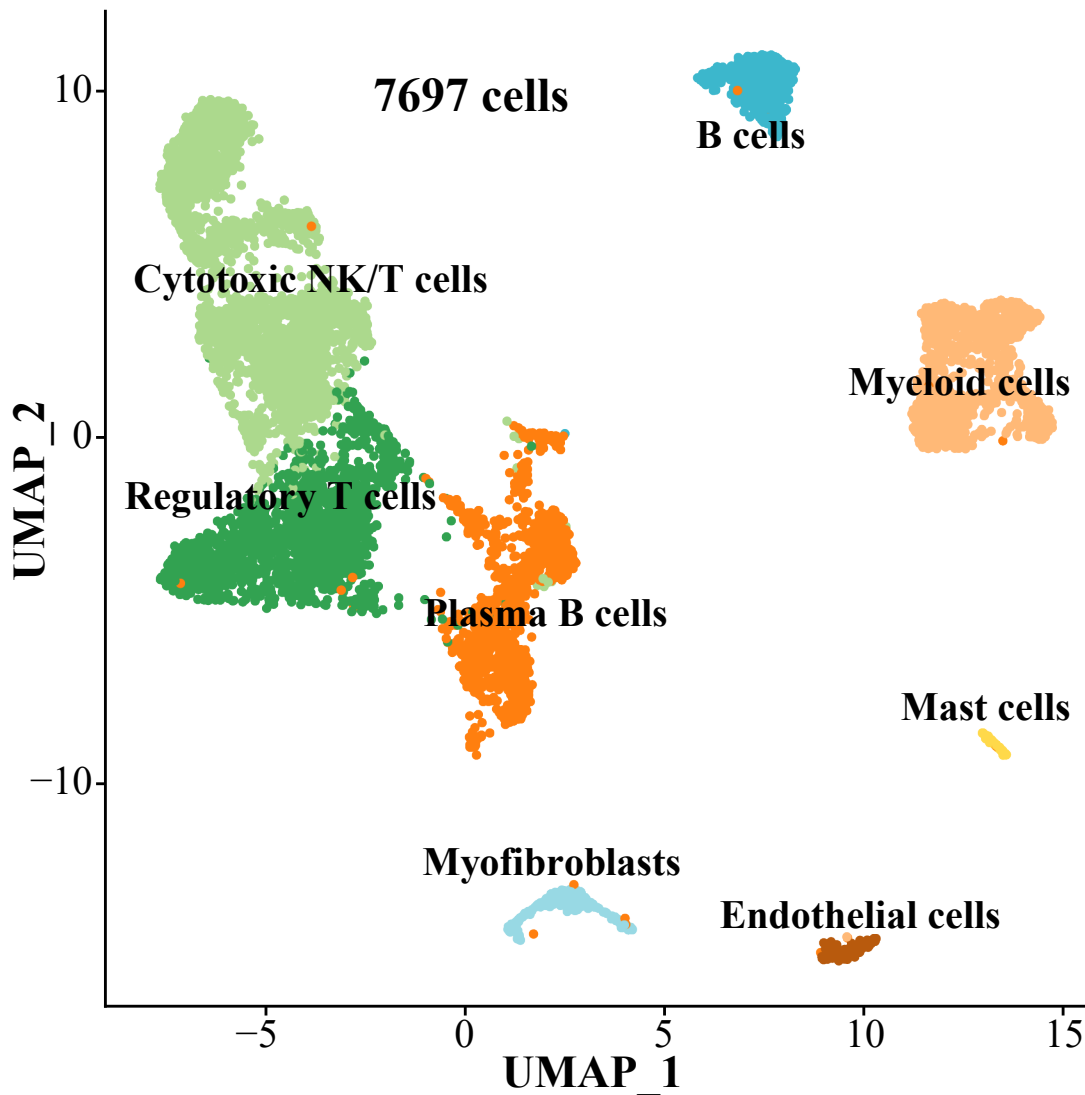 10
7697 cells
B cells
Cytotoxic NK/T cells
Myeloid cells
0
UMAP_2
Regulatory T cells
Plasma B cells
Mast cells
−10
Myofibroblasts
Endothelial cells
−5
0
5
10
15
UMAP_1